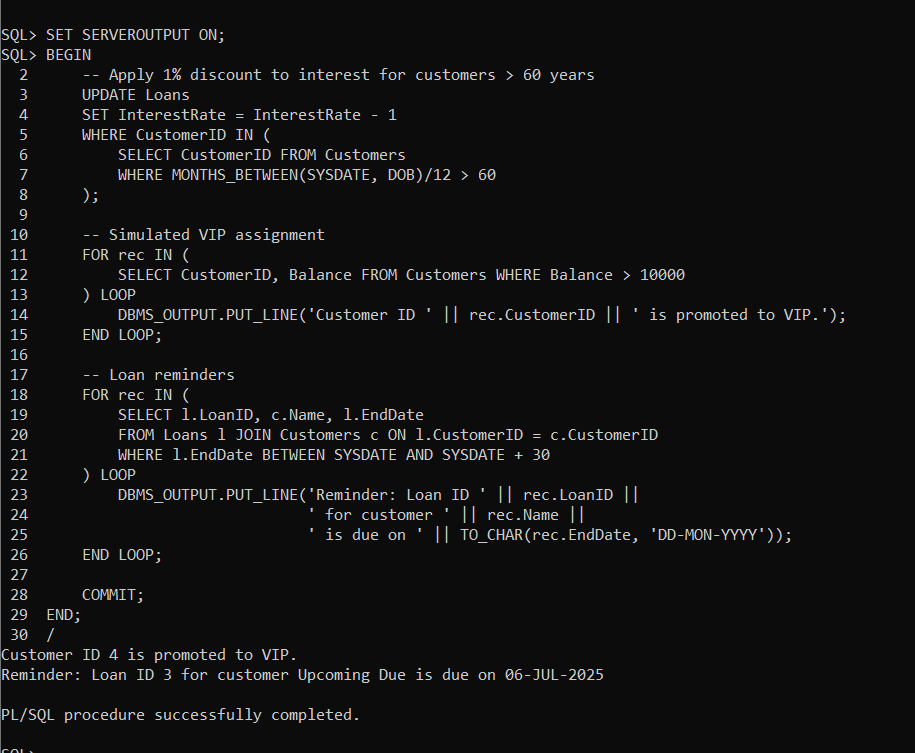 SQL> SET SERVEROUTPUT ON;
SQL> BEGIN
  2      -- Apply 1% discount to interest for customers > 60 years
  3      UPDATE Loans
  4      SET InterestRate = InterestRate - 1
  5      WHERE CustomerID IN (
  6          SELECT CustomerID FROM Customers
  7          WHERE MONTHS_BETWEEN(SYSDATE, DOB)/12 > 60
  8      );
  9
 10      -- Simulated VIP assignment
 11      FOR rec IN (
 12          SELECT CustomerID, Balance FROM Customers WHERE Balance > 10000
 13      ) LOOP
 14          DBMS_OUTPUT.PUT_LINE('Customer ID ' || rec.CustomerID || ' is promoted to VIP.');
 15      END LOOP;
 16
 17      -- Loan reminders
 18      FOR rec IN (
 19          SELECT l.LoanID, c.Name, l.EndDate
 20          FROM Loans l JOIN Customers c ON l.CustomerID = c.CustomerID
 21          WHERE l.EndDate BETWEEN SYSDATE AND SYSDATE + 30
 22      ) LOOP
 23          DBMS_OUTPUT.PUT_LINE('Reminder: Loan ID ' || rec.LoanID ||
 24                               ' for customer ' || rec.Name ||
 25                               ' is due on ' || TO_CHAR(rec.EndDate, 'DD-MON-YYYY'));
 26      END LOOP;
 27
 28      COMMIT;
 29  END;
 30  /
Customer ID 4 is promoted to VIP.
Reminder: Loan ID 3 for customer Upcoming Due is due on 06-JUL-2025
PL/SQL procedure successfully completed.
SQL>